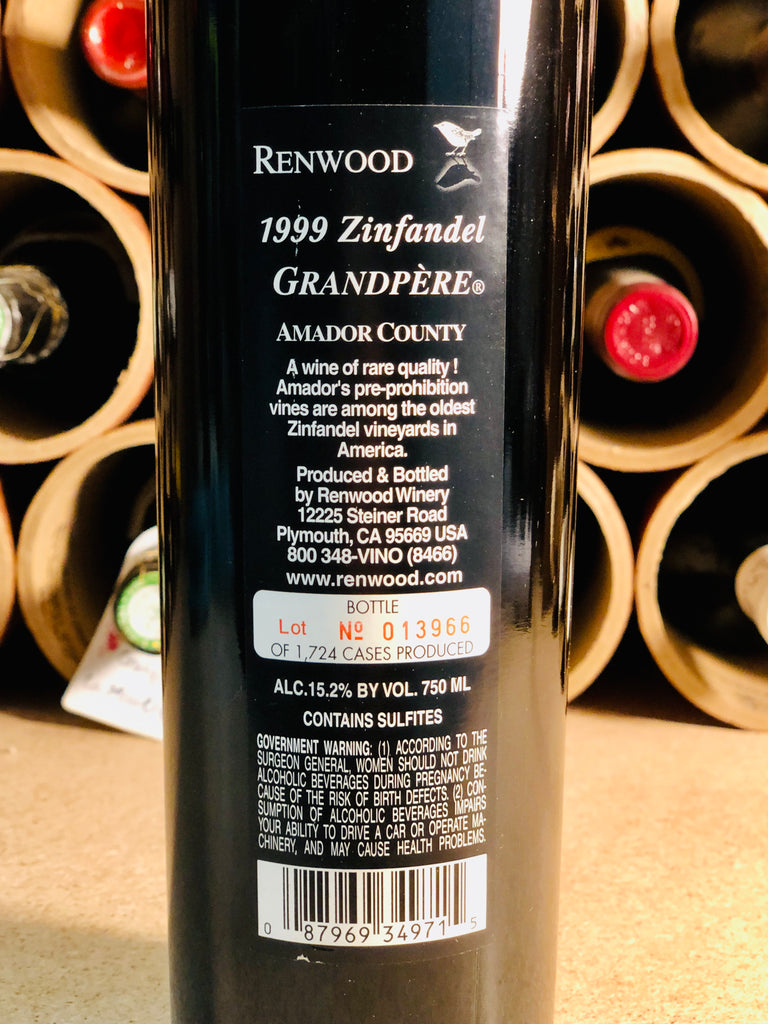 RENWOOD
1999 Zinfandel
GRANDPÈRE®
AMADOR COUNTY
A wine of rare quality !
Amador's pre-prohibition
vines are among the oldest
Zinfandel vineyards in
America.
Produced & Bottled
by Renwood Winery
12225 Steiner Road
Plymouth, CA 95669 USA
800 348-VINO (8466)
www.renwood.com
BOTTLE
Lot Nº 013966
OF 1,724 CASES PRODUCED
ALC.15.2% BY VOL. 750 ML
CONTAINS SULFITES
GOVERNMENT WARNING: (1) ACCORDING TO THE
SURGEON GENERAL, WOMEN SHOULD NOT DRINK
ALCOHOLIC BEVERAGES DURING PREGNANCY BE-
CAUSE OF THE RISK OF BIRTH DEFECTS. (2) CON-
SUMPTION OF ALCOHOLIC BEVERAGES IMPAIRS
YOUR ABILITY TO DRIVE A CAR OR OPERATE MA-
CHINERY, AND MAY CAUSE HEALTH PROBLEMS.
0 87969 34971 5